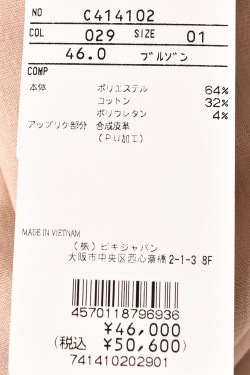 NO C414102
COL 029 SIZE 01
46.0 ブルゾン
COMP
本体 ポリエステル 64%
コットン 32%
ポリウレタン 4%
アップリケ部分 合成皮革
(PU加工)
MADE IN VIETNAM
(株)ビギジャパン
大阪市中央区西心斎橋2-1-3 8F
4570118796936
¥46,000
(税込 ¥50,600)
741410202901